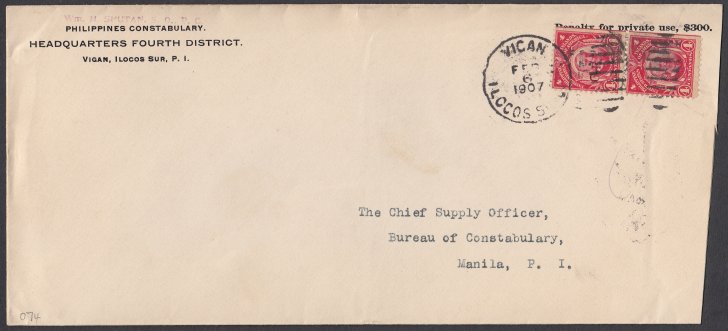 PHILIPPINES CONSTABULARY.
HEADQUARTERS FOURTH DISTRICT.
VIGAN, ILOCOS SUR, P. I.
Penalty for private use, $300.
VIGAN
FEB
6
1907
ILOCOS S
The Chief Supply Officer,
Bureau of Constabulary,
Manila, P. I.
074